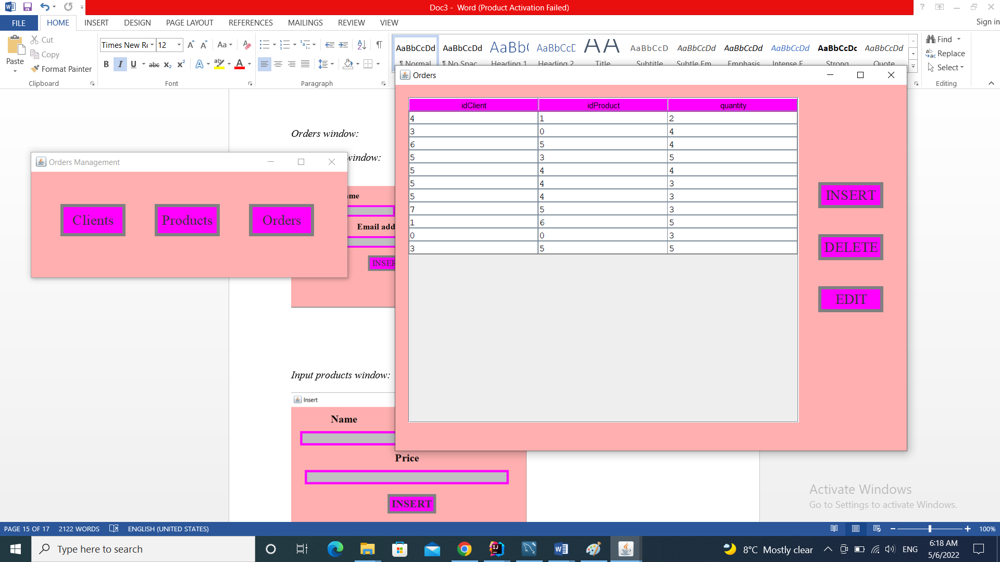 Doc3 - Word (Product Activation Failed)
FILE HOME INSERT DESIGN PAGE LAYOUT REFERENCES MAILINGS REVIEW VIEW Sign in
Paste
Cut
Copy
Format Painter
Clipboard
Times New Ro 12
Font
Paragraph
AaBbCcDd AaBbCcDd AaBb( AaBbCcD AA AaBbCcD AaBbCcDd AaBbCcDd AaBbCcDd AaBbCcDc AaBbCcDd
¶ Normal ¶ No Spac... Heading 1 Heading 2 Title Subtitle Subtle Em... Emphasis Intense E... Strong Quote
Find
Replace
Select
Editing
Orders window:
window:
Email add
INSER
Input products window:
Insert
Name
Price
INSERT
Orders Management
Clients Products Orders
Orders
idClient idProduct quantity
4 1 2
3 0 4
6 5 4
5 3 5
5 4 4
5 4 3
5 4 3
7 5 3
1 6 5
0 0 3
3 5 5
INSERT
DELETE
EDIT
Activate Windows
Go to Settings to activate Windows.
PAGE 15 OF 17 2122 WORDS ENGLISH (UNITED STATES) 100%
Type here to search
8°C Mostly clear ENG
6:18 AM
5/6/2022